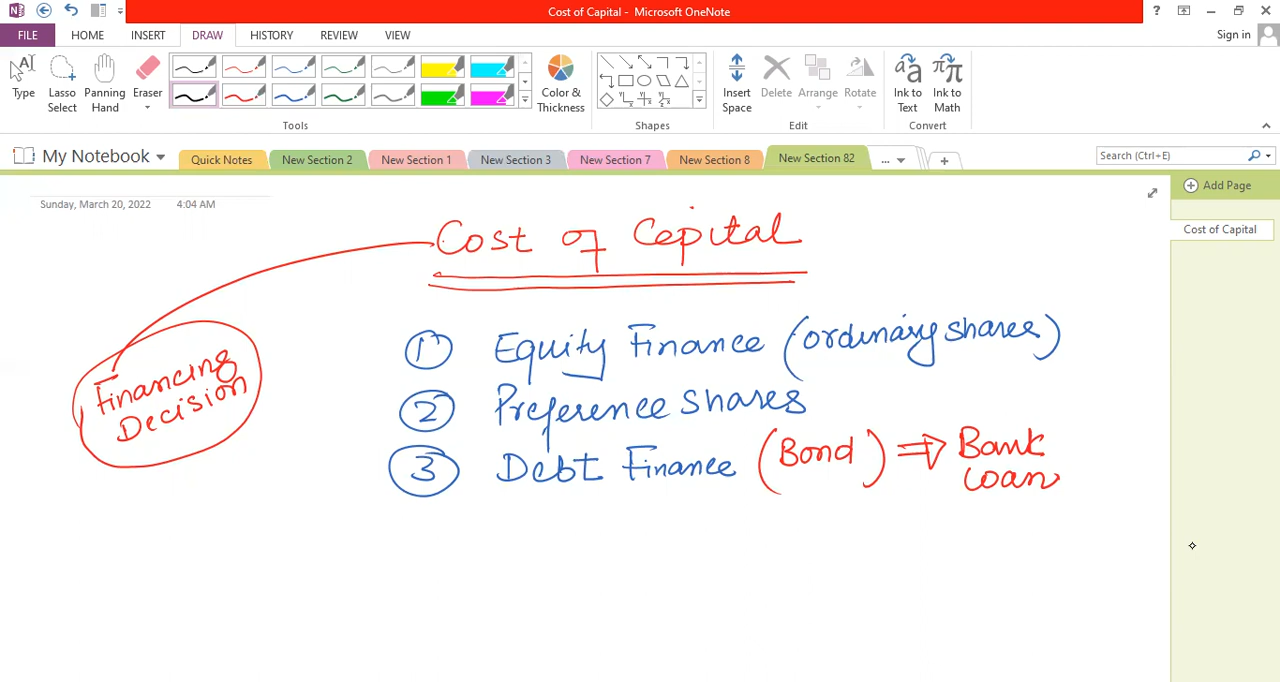 Cost of Capital - Microsoft OneNote
?
FILE HOME INSERT DRAW HISTORY REVIEW VIEW
Sign in
Type
Lasso Select
Panning Hand
Eraser
Color & Thickness
Insert Space
Delete
Arrange
Rotate
Ink to Text
Ink to Math
Tools
Shapes
Edit
Convert
My Notebook
Quick Notes
New Section 2
New Section 1
New Section 3
New Section 7
New Section 8
New Section 82
...
Search (Ctrl+E)
Add Page
Cost of Capital
Sunday, March 20, 2022 4:04 AM
Cost of Capital
Financing
Decision
1 Equity Finance (ordinary shares)
2 Preference shares
3 Debt Finance (Bond) ⇒ Bank
Loan